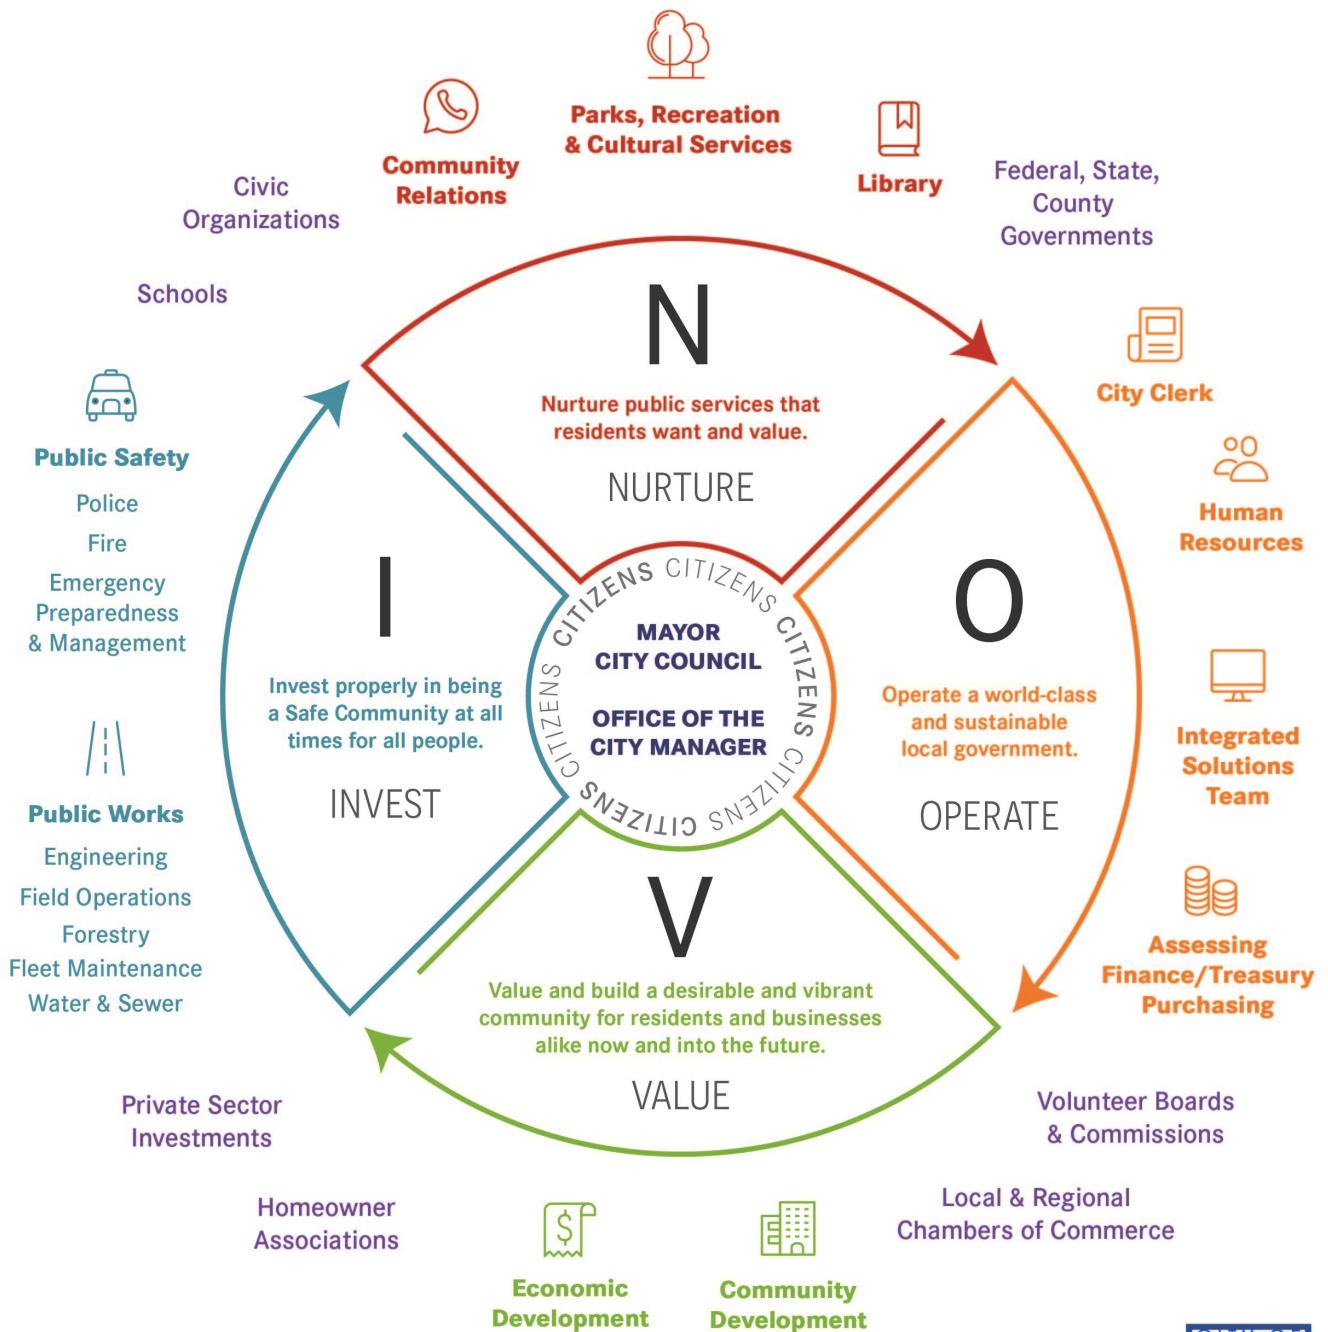 Parks, Recreation
& Cultural Services
Community
Relations
Library
Civic
Organizations
Federal, State,
County
Governments
Schools
N
Nurture public services that
residents want and value.
NURTURE
City Clerk
Human
Resources
Integrated
Solutions
Team
Assessing
Finance/Treasury
Purchasing
O
Operate a world-class
and sustainable
local government.
OPERATE
Public Safety
Police
Fire
Emergency
Preparedness
& Management
Public Works
Engineering
Field Operations
Forestry
Fleet Maintenance
Water & Sewer
I
Invest properly in being
a Safe Community at all
times for all people.
INVEST
CITIZENS CITIZENS CITIZENS CITIZENS CITIZENS CITIZENS
MAYOR
CITY COUNCIL
OFFICE OF THE
CITY MANAGER
V
Value and build a desirable and vibrant
community for residents and businesses
alike now and into the future.
VALUE
Private Sector
Investments
Homeowner
Associations
Volunteer Boards
& Commissions
Local & Regional
Chambers of Commerce
Economic
Development
Community
Development